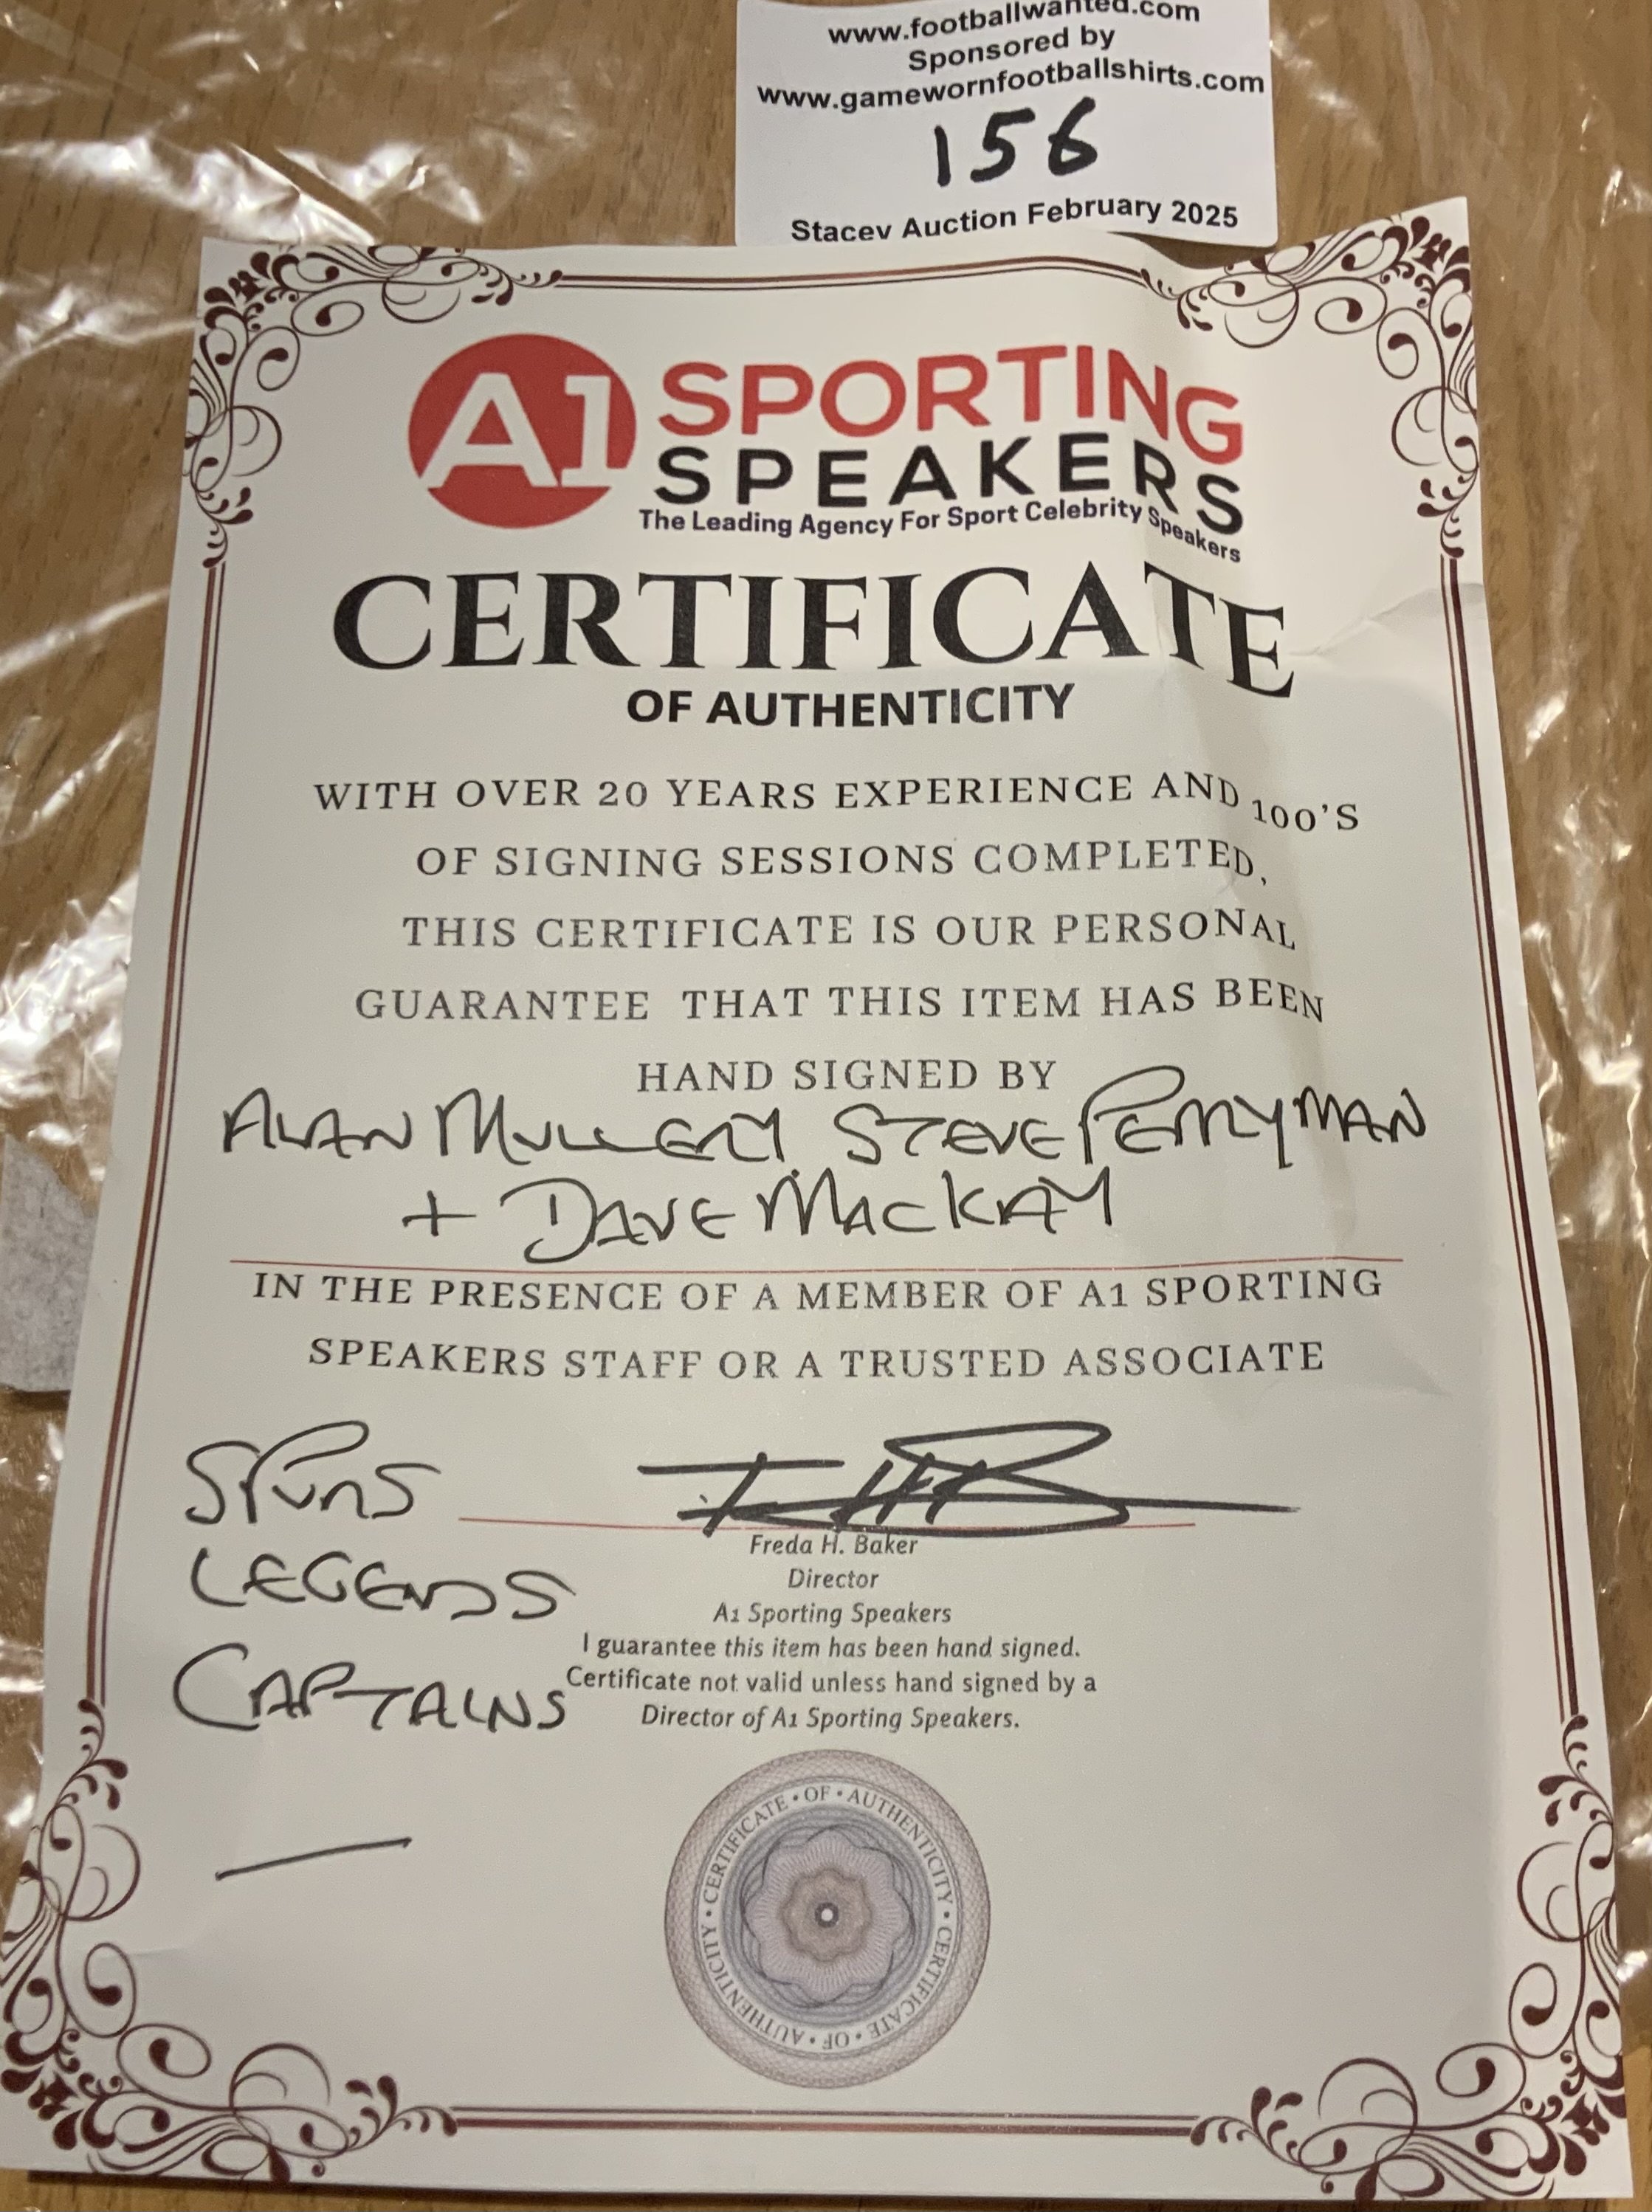 www.footballwanted.com
Sponsored by
www.gamewornfootballshirts.com
156
Stacey Auction February 2025
A1 SPORTING
SPEAKERS
The Leading Agency For Sport Celebrity Speakers
CERTIFICATE
OF AUTHENTICITY
WITH OVER 20 YEARS EXPERIENCE AND 100'S
OF SIGNING SESSIONS COMPLETED,
THIS CERTIFICATE IS OUR PERSONAL
GUARANTEE THAT THIS ITEM HAS BEEN
HAND SIGNED BY
ALAN MULLERY STEVE PERRYMAN
+ DAVE MACKAY
IN THE PRESENCE OF A MEMBER OF A1 SPORTING
SPEAKERS STAFF OR A TRUSTED ASSOCIATE
SPURS
LEGENDS
CAPTAINS
Freda H. Baker
Director
A1 Sporting Speakers
I guarantee this item has been hand signed.
Certificate not valid unless hand signed by a
Director of A1 Sporting Speakers.
CERTIFICATE • OF • AUTHENTICITY • CERTIFICATE • OF • AUTHENTICITY •